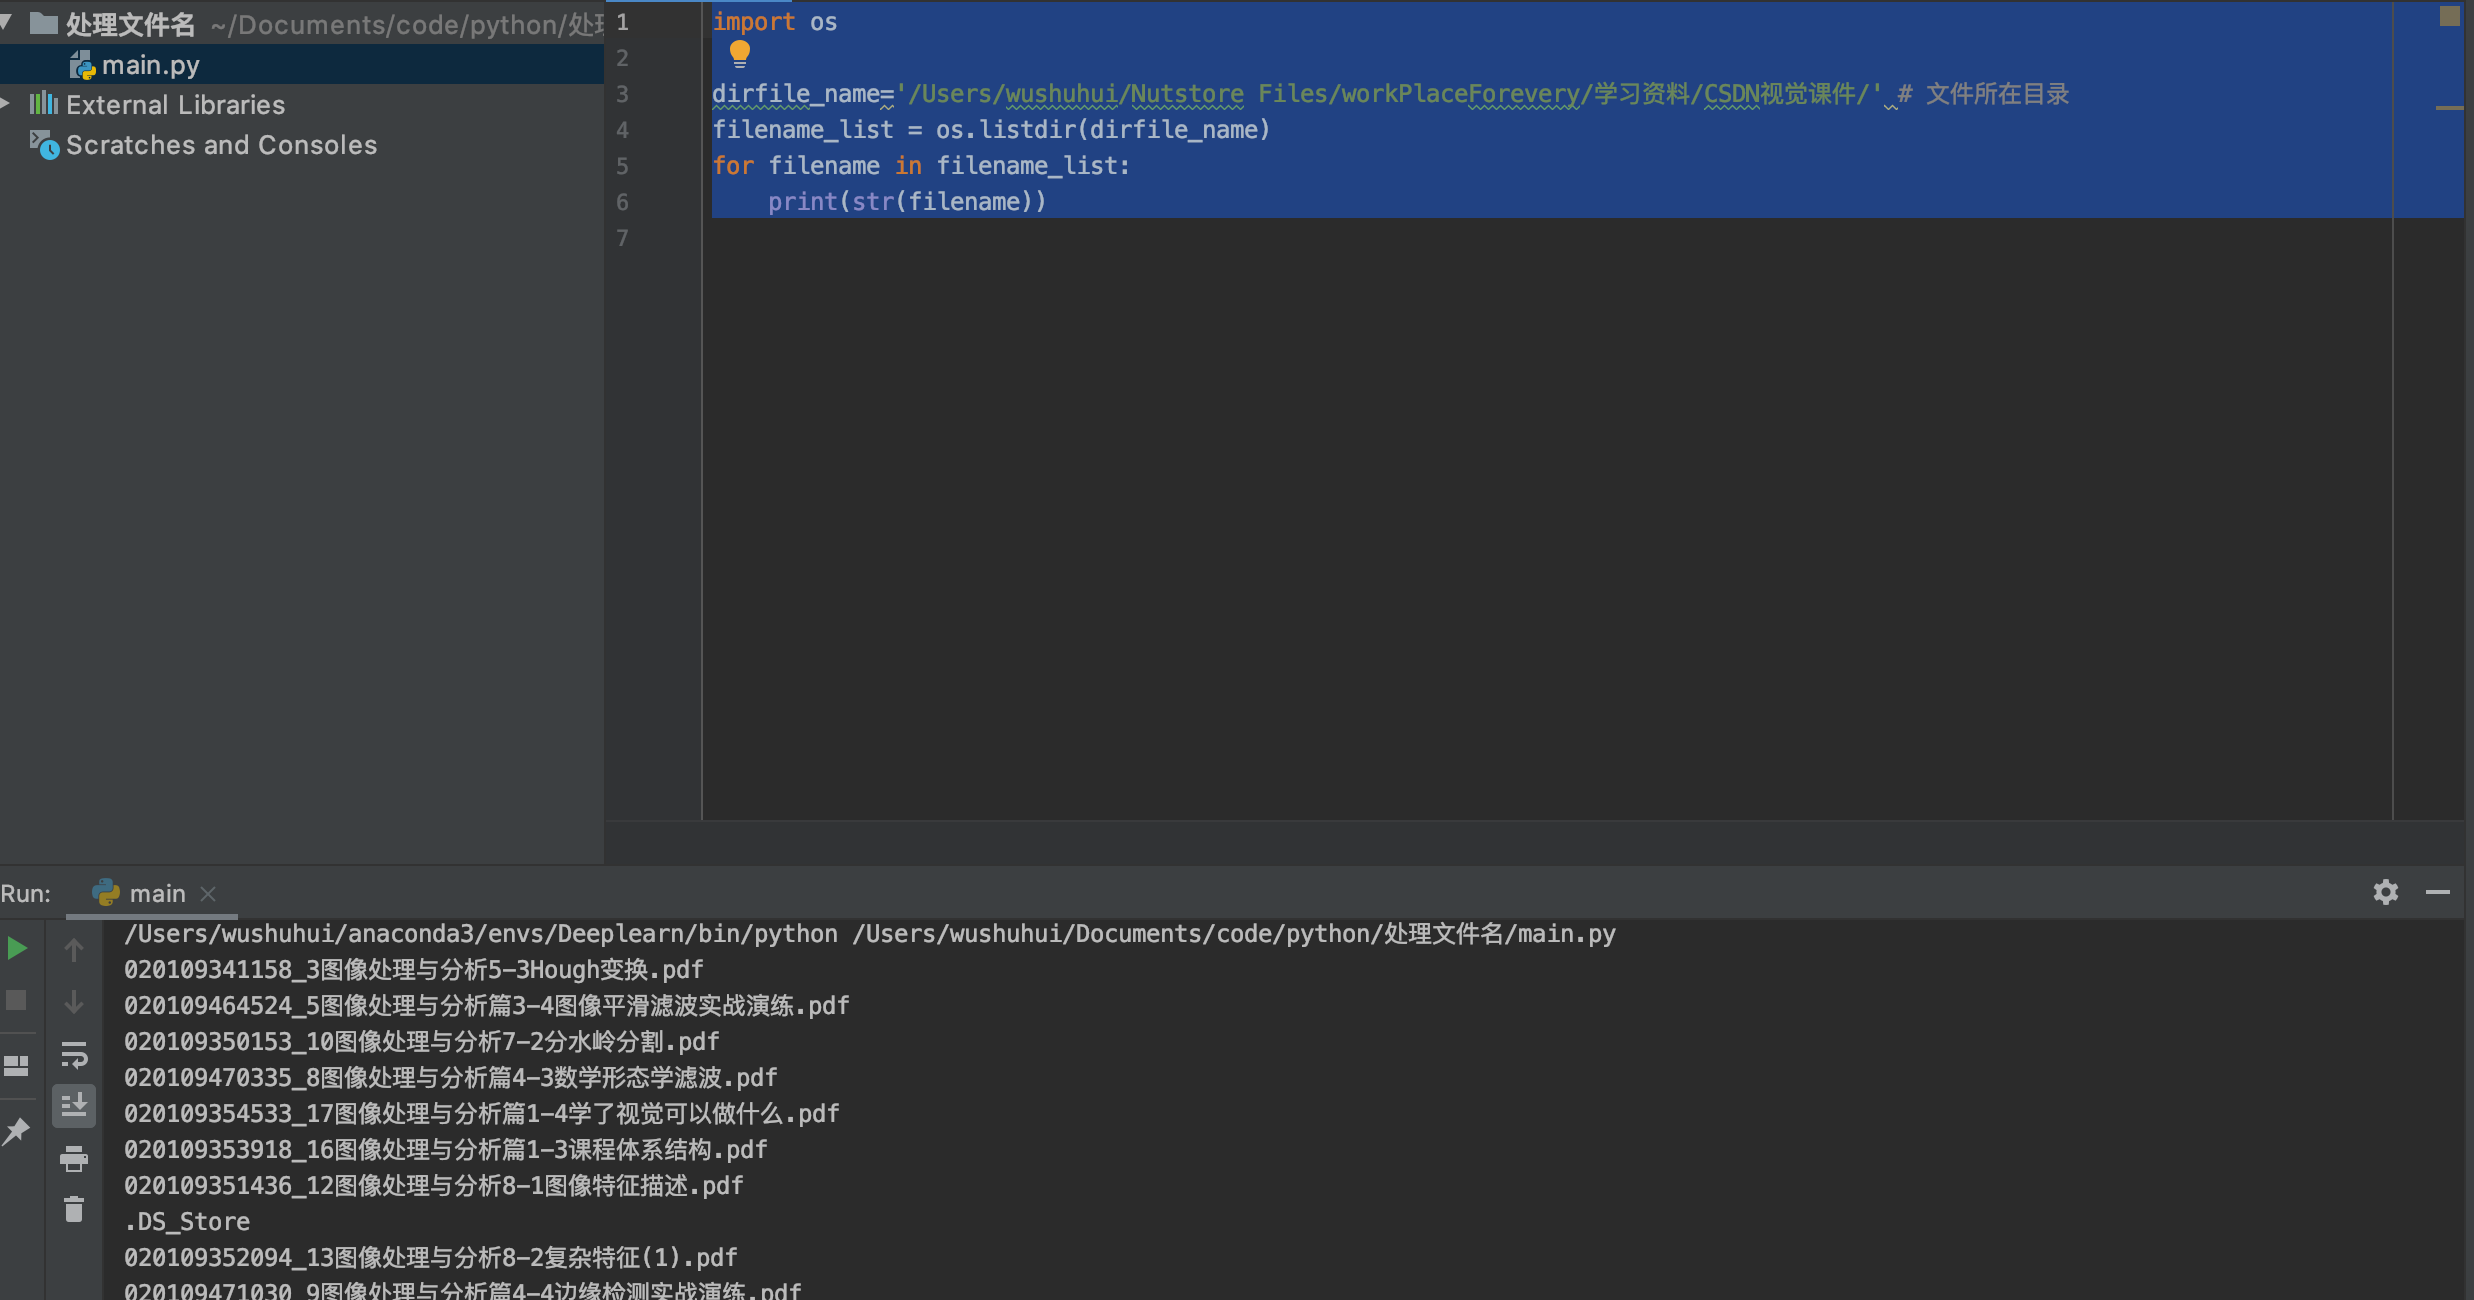 处理文件名 ~/Documents/code/python/处
main.py
External Libraries
Scratches and Consoles
1 import os
2
3 dirfile_name='/Users/wushuhui/Nutstore Files/workPlaceForevery/学习资料/CSDN视觉课件/' # 文件所在目录
4 filename_list = os.listdir(dirfile_name)
5 for filename in filename_list:
6     print(str(filename))
7
Run: main
/Users/wushuhui/anaconda3/envs/Deeplearn/bin/python /Users/wushuhui/Documents/code/python/处理文件名/main.py
020109341158_3图像处理与分析5-3Hough变换.pdf
020109464524_5图像处理与分析篇3-4图像平滑滤波实战演练.pdf
020109350153_10图像处理与分析7-2分水岭分割.pdf
020109470335_8图像处理与分析篇4-3数学形态学滤波.pdf
020109354533_17图像处理与分析篇1-4学了视觉可以做什么.pdf
020109353918_16图像处理与分析篇1-3课程体系结构.pdf
020109351436_12图像处理与分析8-1图像特征描述.pdf
.DS_Store
020109352094_13图像处理与分析8-2复杂特征(1).pdf
020109471030_9图像处理与分析篇4-4边缘检测实战演练.pdf